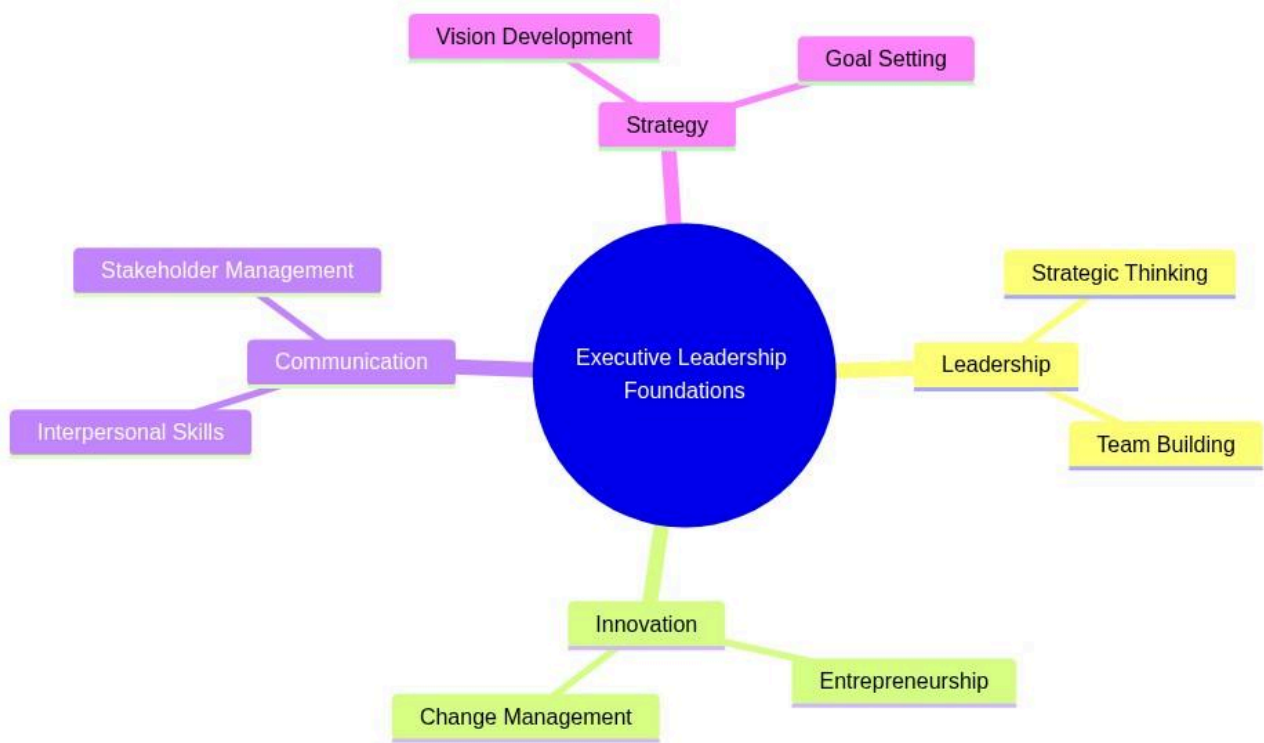 Vision Development
Goal Setting
Strategy
Stakeholder Management
Strategic Thinking
Communication
Executive Leadership
Foundations
Leadership
Interpersonal Skills
Team Building
Innovation
Entrepreneurship
Change Management